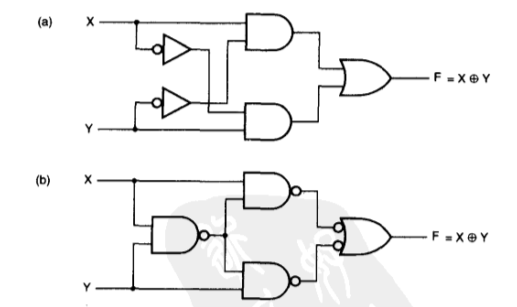 (a)
X
F = X ⊕ Y
Y
(b)
X
F = X ⊕ Y
Y